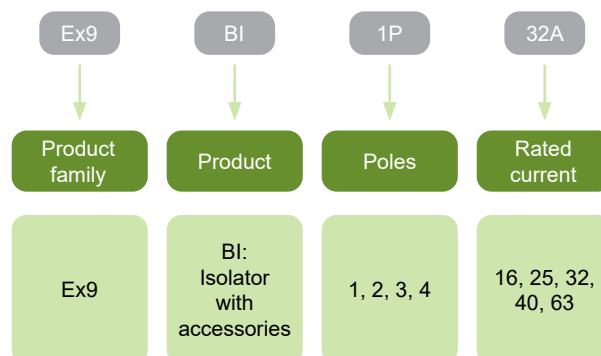 Ex9
BI
1P
32A
Product
family
Product
Poles
Rated
current
Ex9
BI:
Isolator
with
accessories
1, 2, 3, 4
16, 25, 32,
40, 63